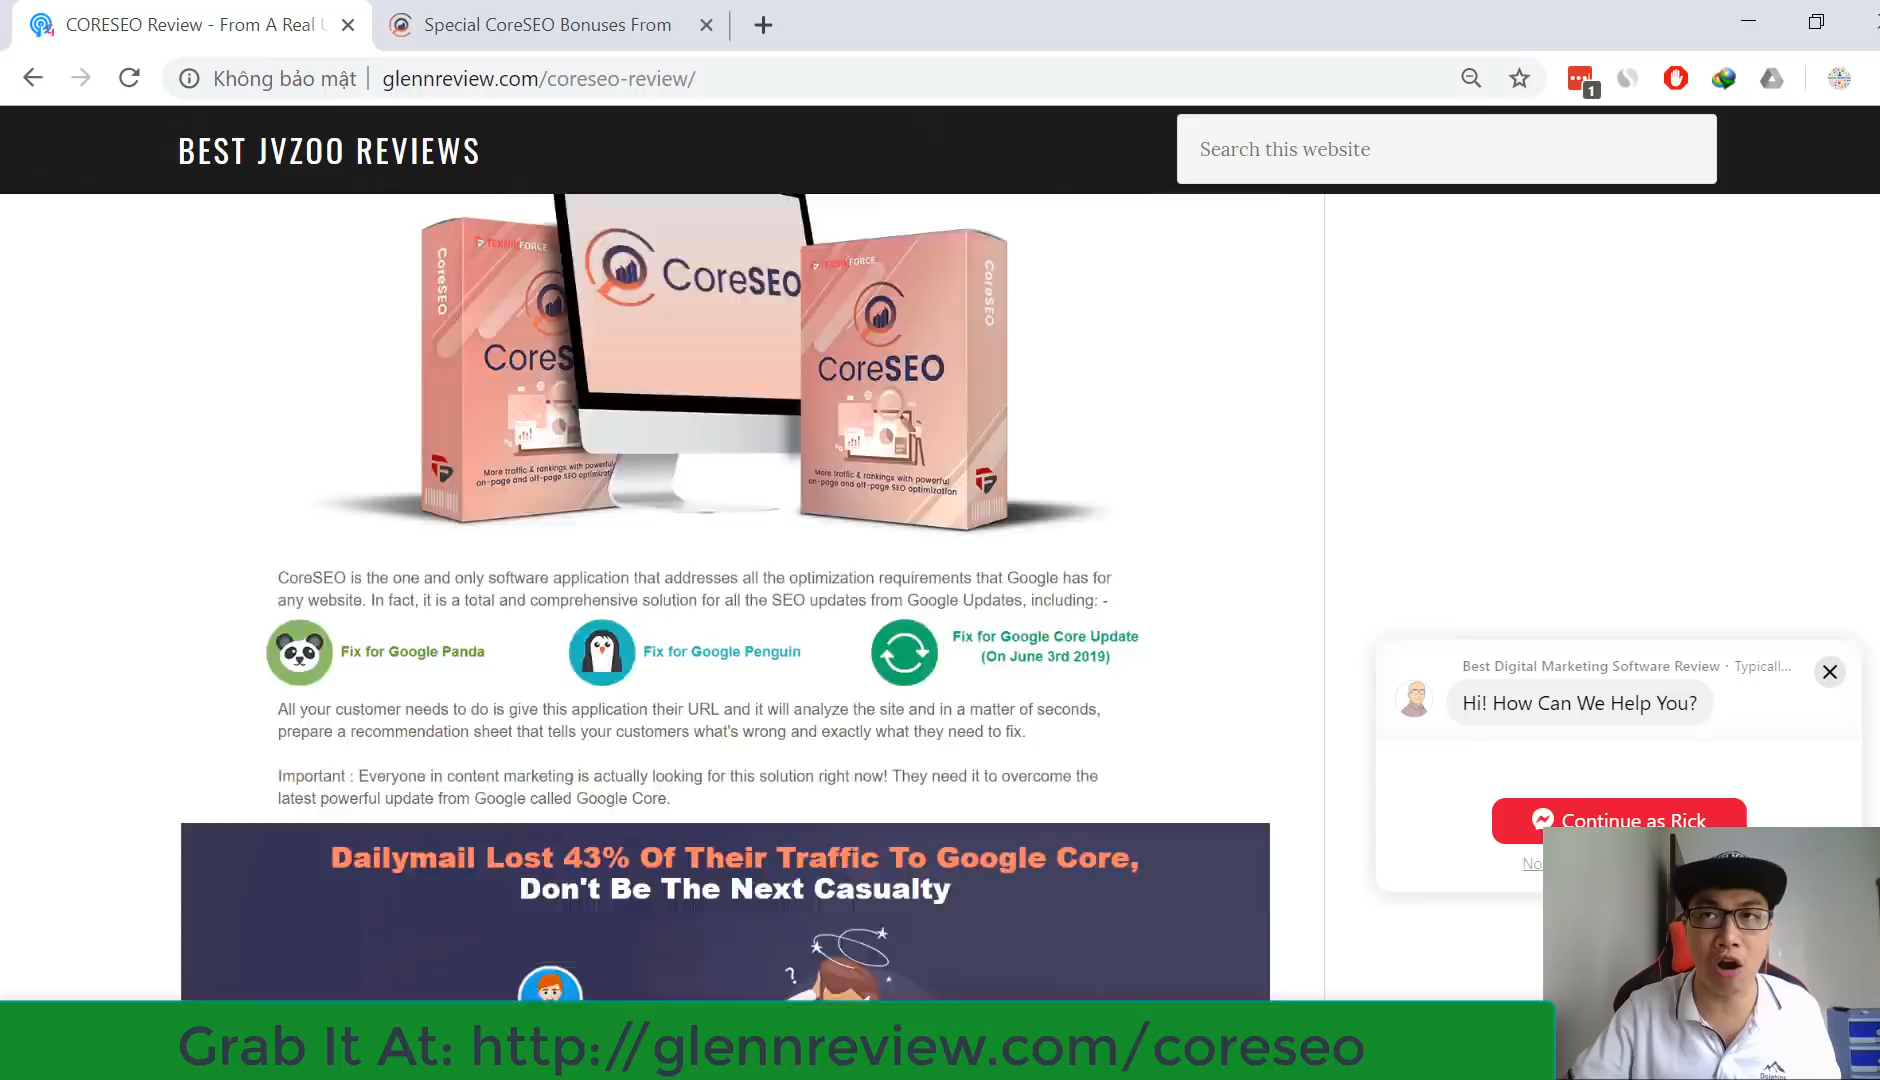 CORESEO Review - From A Real U
Special CoreSEO Bonuses From
Không bảo mật
glennreview.com/coreseo-review/
1
BEST JVZOO REVIEWS
Search this website
TEKNIKFORCE
CoreSEO
CoreSEO
CoreSEO
More traffic & rankings with powerful
on-page and off-page SEO optimization
CoreSEO
CoreSEO
More traffic & rankings with powerful
on-page and off-page SEO optimization
CoreSEO is the one and only software application that addresses all the optimization requirements that Google has for
any website. In fact, it is a total and comprehensive solution for all the SEO updates from Google Updates, including: -
Fix for Google Panda
Fix for Google Penguin
Fix for Google Core Update
(On June 3rd 2019)
All your customer needs to do is give this application their URL and it will analyze the site and in a matter of seconds,
prepare a recommendation sheet that tells your customers what's wrong and exactly what they need to fix.
Important : Everyone in content marketing is actually looking for this solution right now! They need it to overcome the
latest powerful update from Google called Google Core.
Dailymail Lost 43% Of Their Traffic To Google Core,
Don't Be The Next Casualty
?
Best Digital Marketing Software Review · Typicall...
Hi! How Can We Help You?
Continue as Rick
No
Grab It At: http://glennreview.com/coreseo